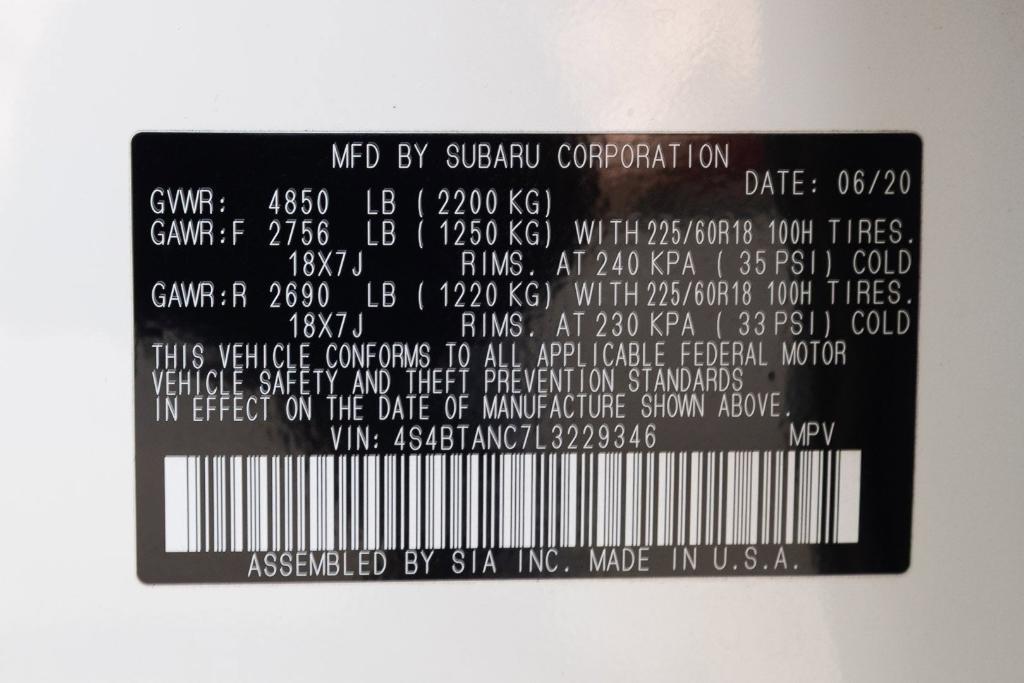 MFD BY SUBARU CORPORATION
DATE: 06/20
GVWR: 4850 LB ( 2200 KG)
GAWR:F 2756 LB ( 1250 KG) WITH 225/60R18 100H TIRES.
18X7J RIMS. AT 240 KPA ( 35 PSI) COLD
GAWR:R 2690 LB ( 1220 KG) WITH 225/60R18 100H TIRES.
18X7J RIMS. AT 230 KPA ( 33 PSI) COLD
THIS VEHICLE CONFORMS TO ALL APPLICABLE FEDERAL MOTOR
VEHICLE SAFETY AND THEFT PREVENTION STANDARDS
IN EFFECT ON THE DATE OF MANUFACTURE SHOWN ABOVE.
VIN: 4S4BTANC7L3229346 MPV
ASSEMBLED BY SIA INC. MADE IN U.S.A.